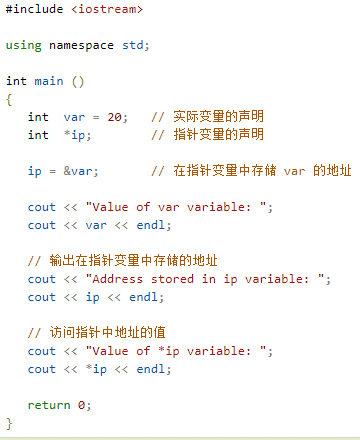 #include <iostream>
using namespace std;
int main ()
{
int  var = 20;   // 实际变量的声明
int  *ip;        // 指针变量的声明
ip = &var;       // 在指针变量中存储 var 的地址
cout << "Value of var variable: ";
cout << var << endl;
// 输出在指针变量中存储的地址
cout << "Address stored in ip variable: ";
cout << ip << endl;
// 访问指针中地址的值
cout << "Value of *ip variable: ";
cout << *ip << endl;
return 0;
}